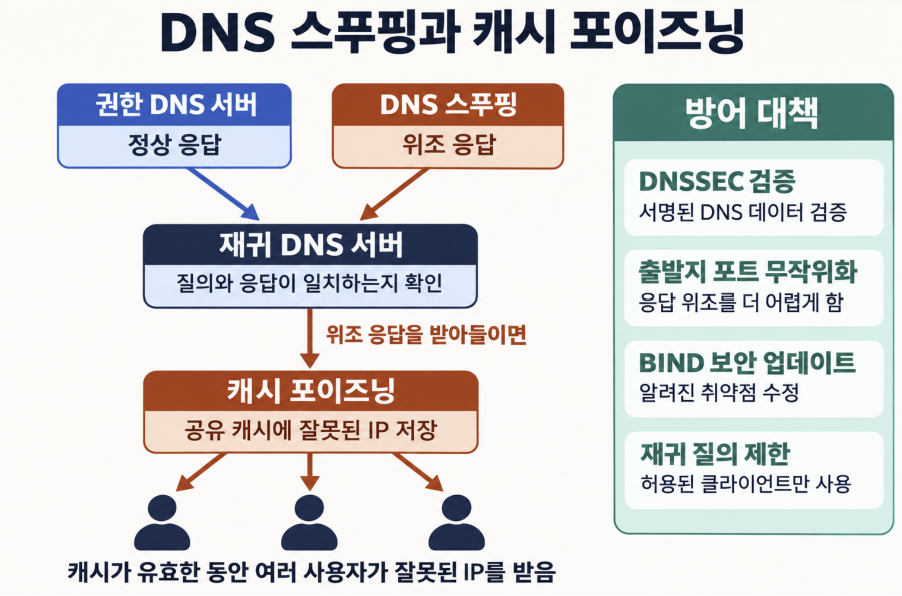 DNS 스푸핑과 캐시 포이즈닝
권한 DNS 서버
정상 응답
DNS 스푸핑
위조 응답
재귀 DNS 서버
질의와 응답이 일치하는지 확인
위조 응답을 받아들이면
캐시 포이즈닝
공유 캐시에 잘못된 IP 저장
캐시가 유효한 동안 여러 사용자가 잘못된 IP를 받음
방어 대책
DNSSEC 검증
서명된 DNS 데이터 검증
출발지 포트 무작위화
응답 위조를 더 어렵게 함
BIND 보안 업데이트
알려진 취약점 수정
재귀 질의 제한
허용된 클라이언트만 사용